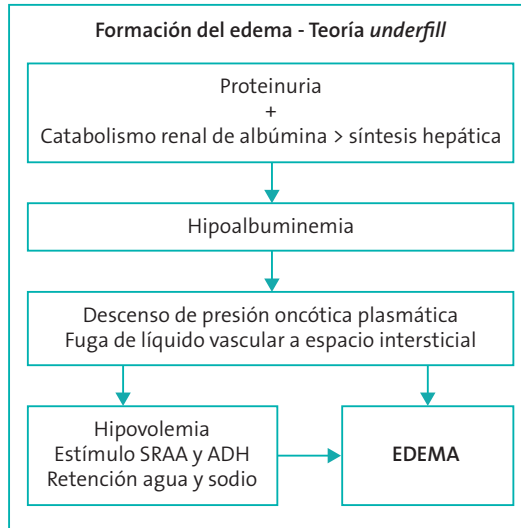 Formación del edema - Teoría underfill
Proteinuria
+
Catabolismo renal de albúmina > síntesis hepática
Hipoalbuminemia
Descenso de presión oncótica plasmática
Fuga de líquido vascular a espacio intersticial
Hipovolemia
Estímulo SRAA y ADH
Retención agua y sodio
EDEMA